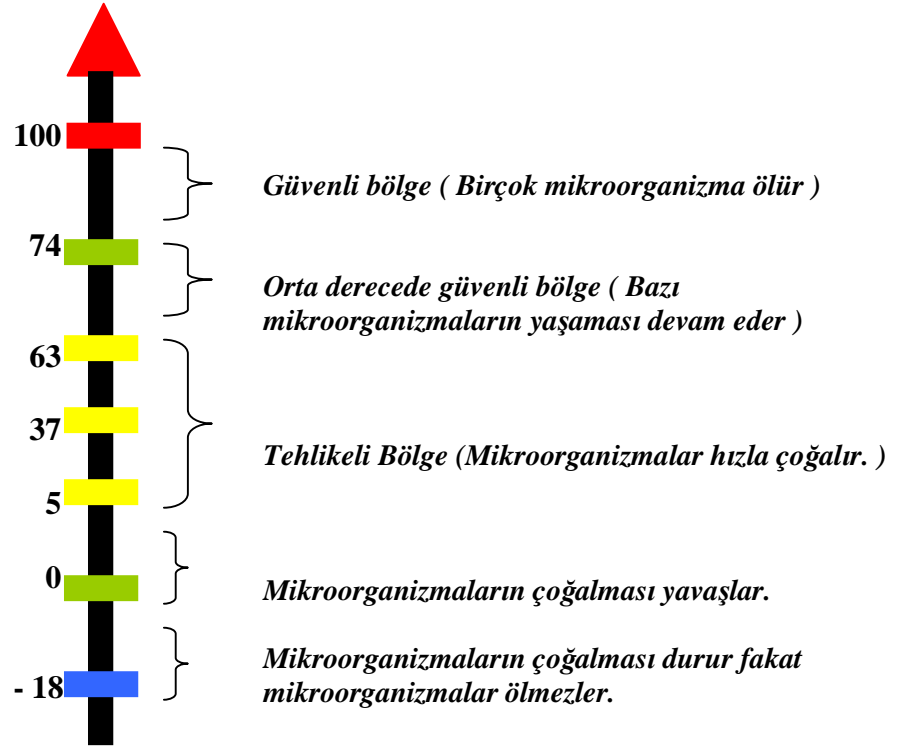 100
Güvenli bölge ( Birçok mikroorganizma ölür )
74
Orta derecede güvenli bölge ( Bazı
mikroorganizmaların yaşaması devam eder )
63
37
Tehlikeli Bölge (Mikroorganizmalar hızla çoğalır. )
5
0
Mikroorganizmaların çoğalması yavaşlar.
Mikroorganizmaların çoğalması durur fakat
- 18
mikroorganizmalar ölmezler.